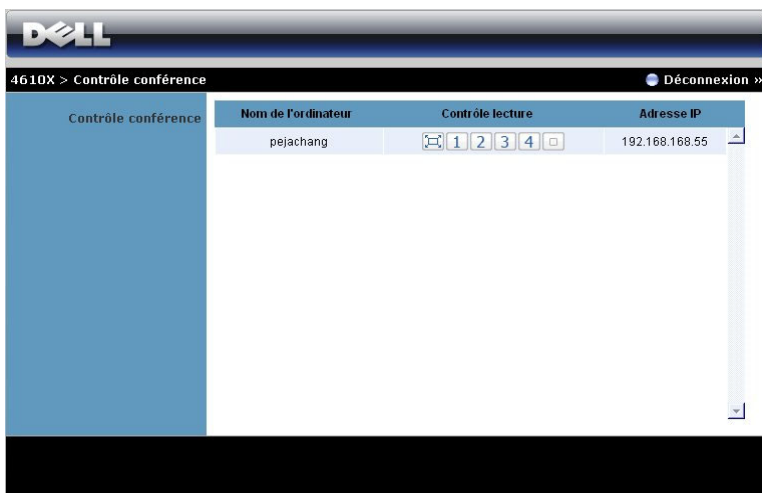 DELL
4610X > Contrôle conférence
Déconnexion »
Contrôle conférence
Nom de l'ordinateur Contrôle lecture Adresse IP
pejachang 1 2 3 4 192.168.168.55